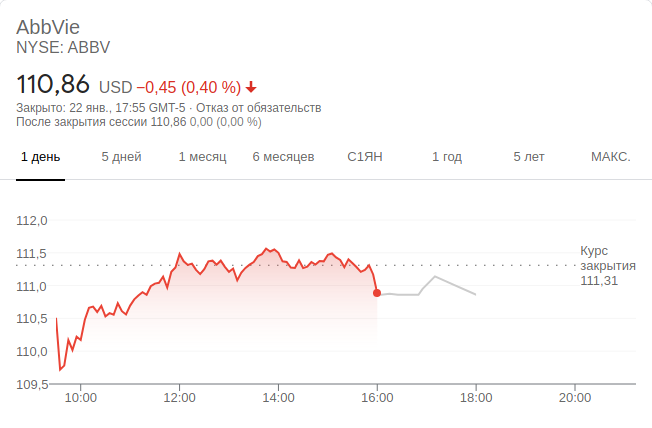 AbbVie
NYSE: ABBV
110,86 USD −0,45 (0,40 %)
Закрыто: 22 янв., 17:55 GMT-5 · Отказ от обязательств
После закрытия сессии 110,86 0,00 (0,00 %)
1 день 5 дней 1 месяц 6 месяцев С1ЯН 1 год 5 лет МАКС.
112,0
111,5
111,0
110,5
110,0
109,5
Курс
закрытия
111,31
10:00 12:00 14:00 16:00 18:00 20:00